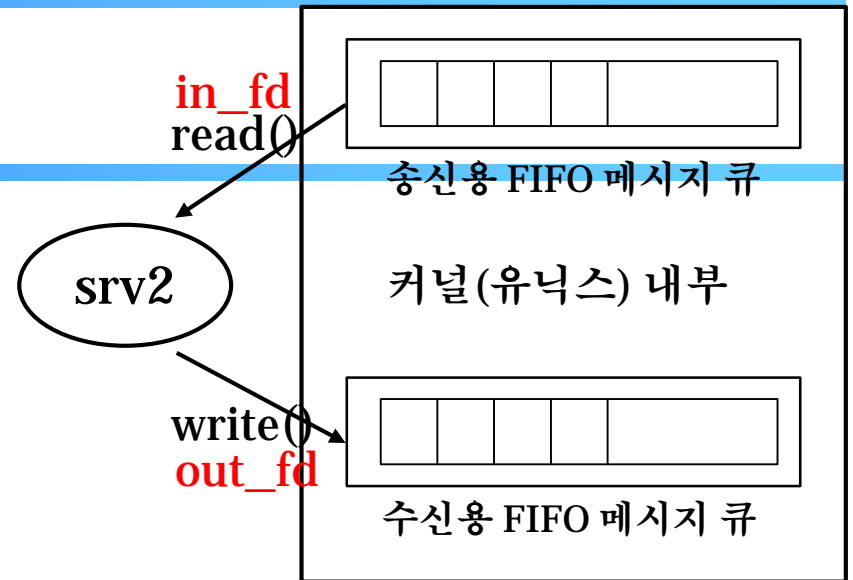 in_fd
read()
송신용 FIFO 메시지 큐
srv2
커널(유닉스) 내부
write()
out_fd
수신용 FIFO 메시지 큐